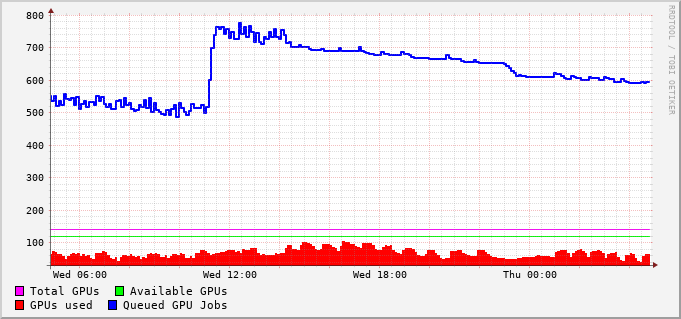 800
700
600
500
400
300
200
100
Wed 06:00 Wed 12:00 Wed 18:00 Thu 00:00
Total GPUs Available GPUs
GPUs used Queued GPU Jobs
RRDTOOL / TOBI OETIKER